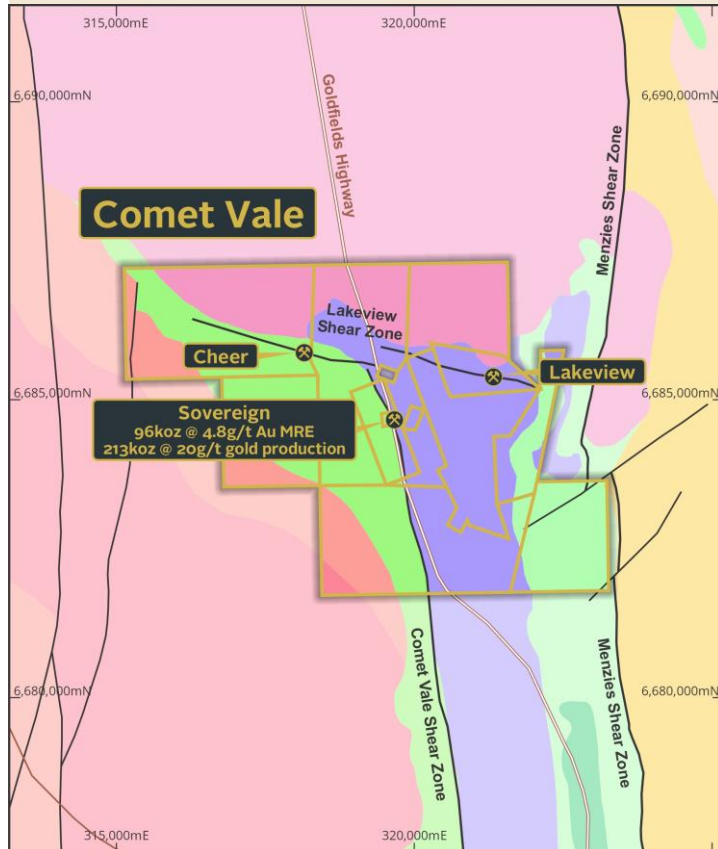 315,000mE
320,000mE
6,690,000mN
6,690,000mN
Goldfields Highway
Menzies Shear Zone
Comet Vale
Lakeview
Shear Zone
Cheer
Lakeview
6,685,000mN
6,685,000mN
Sovereign
96koz @ 4.8g/t Au MRE
213koz @ 20g/t gold production
Comet Vale Shear Zone
Menzies Shear Zone
6,680,000mN
6,680,000mN
315,000mE
320,000mE